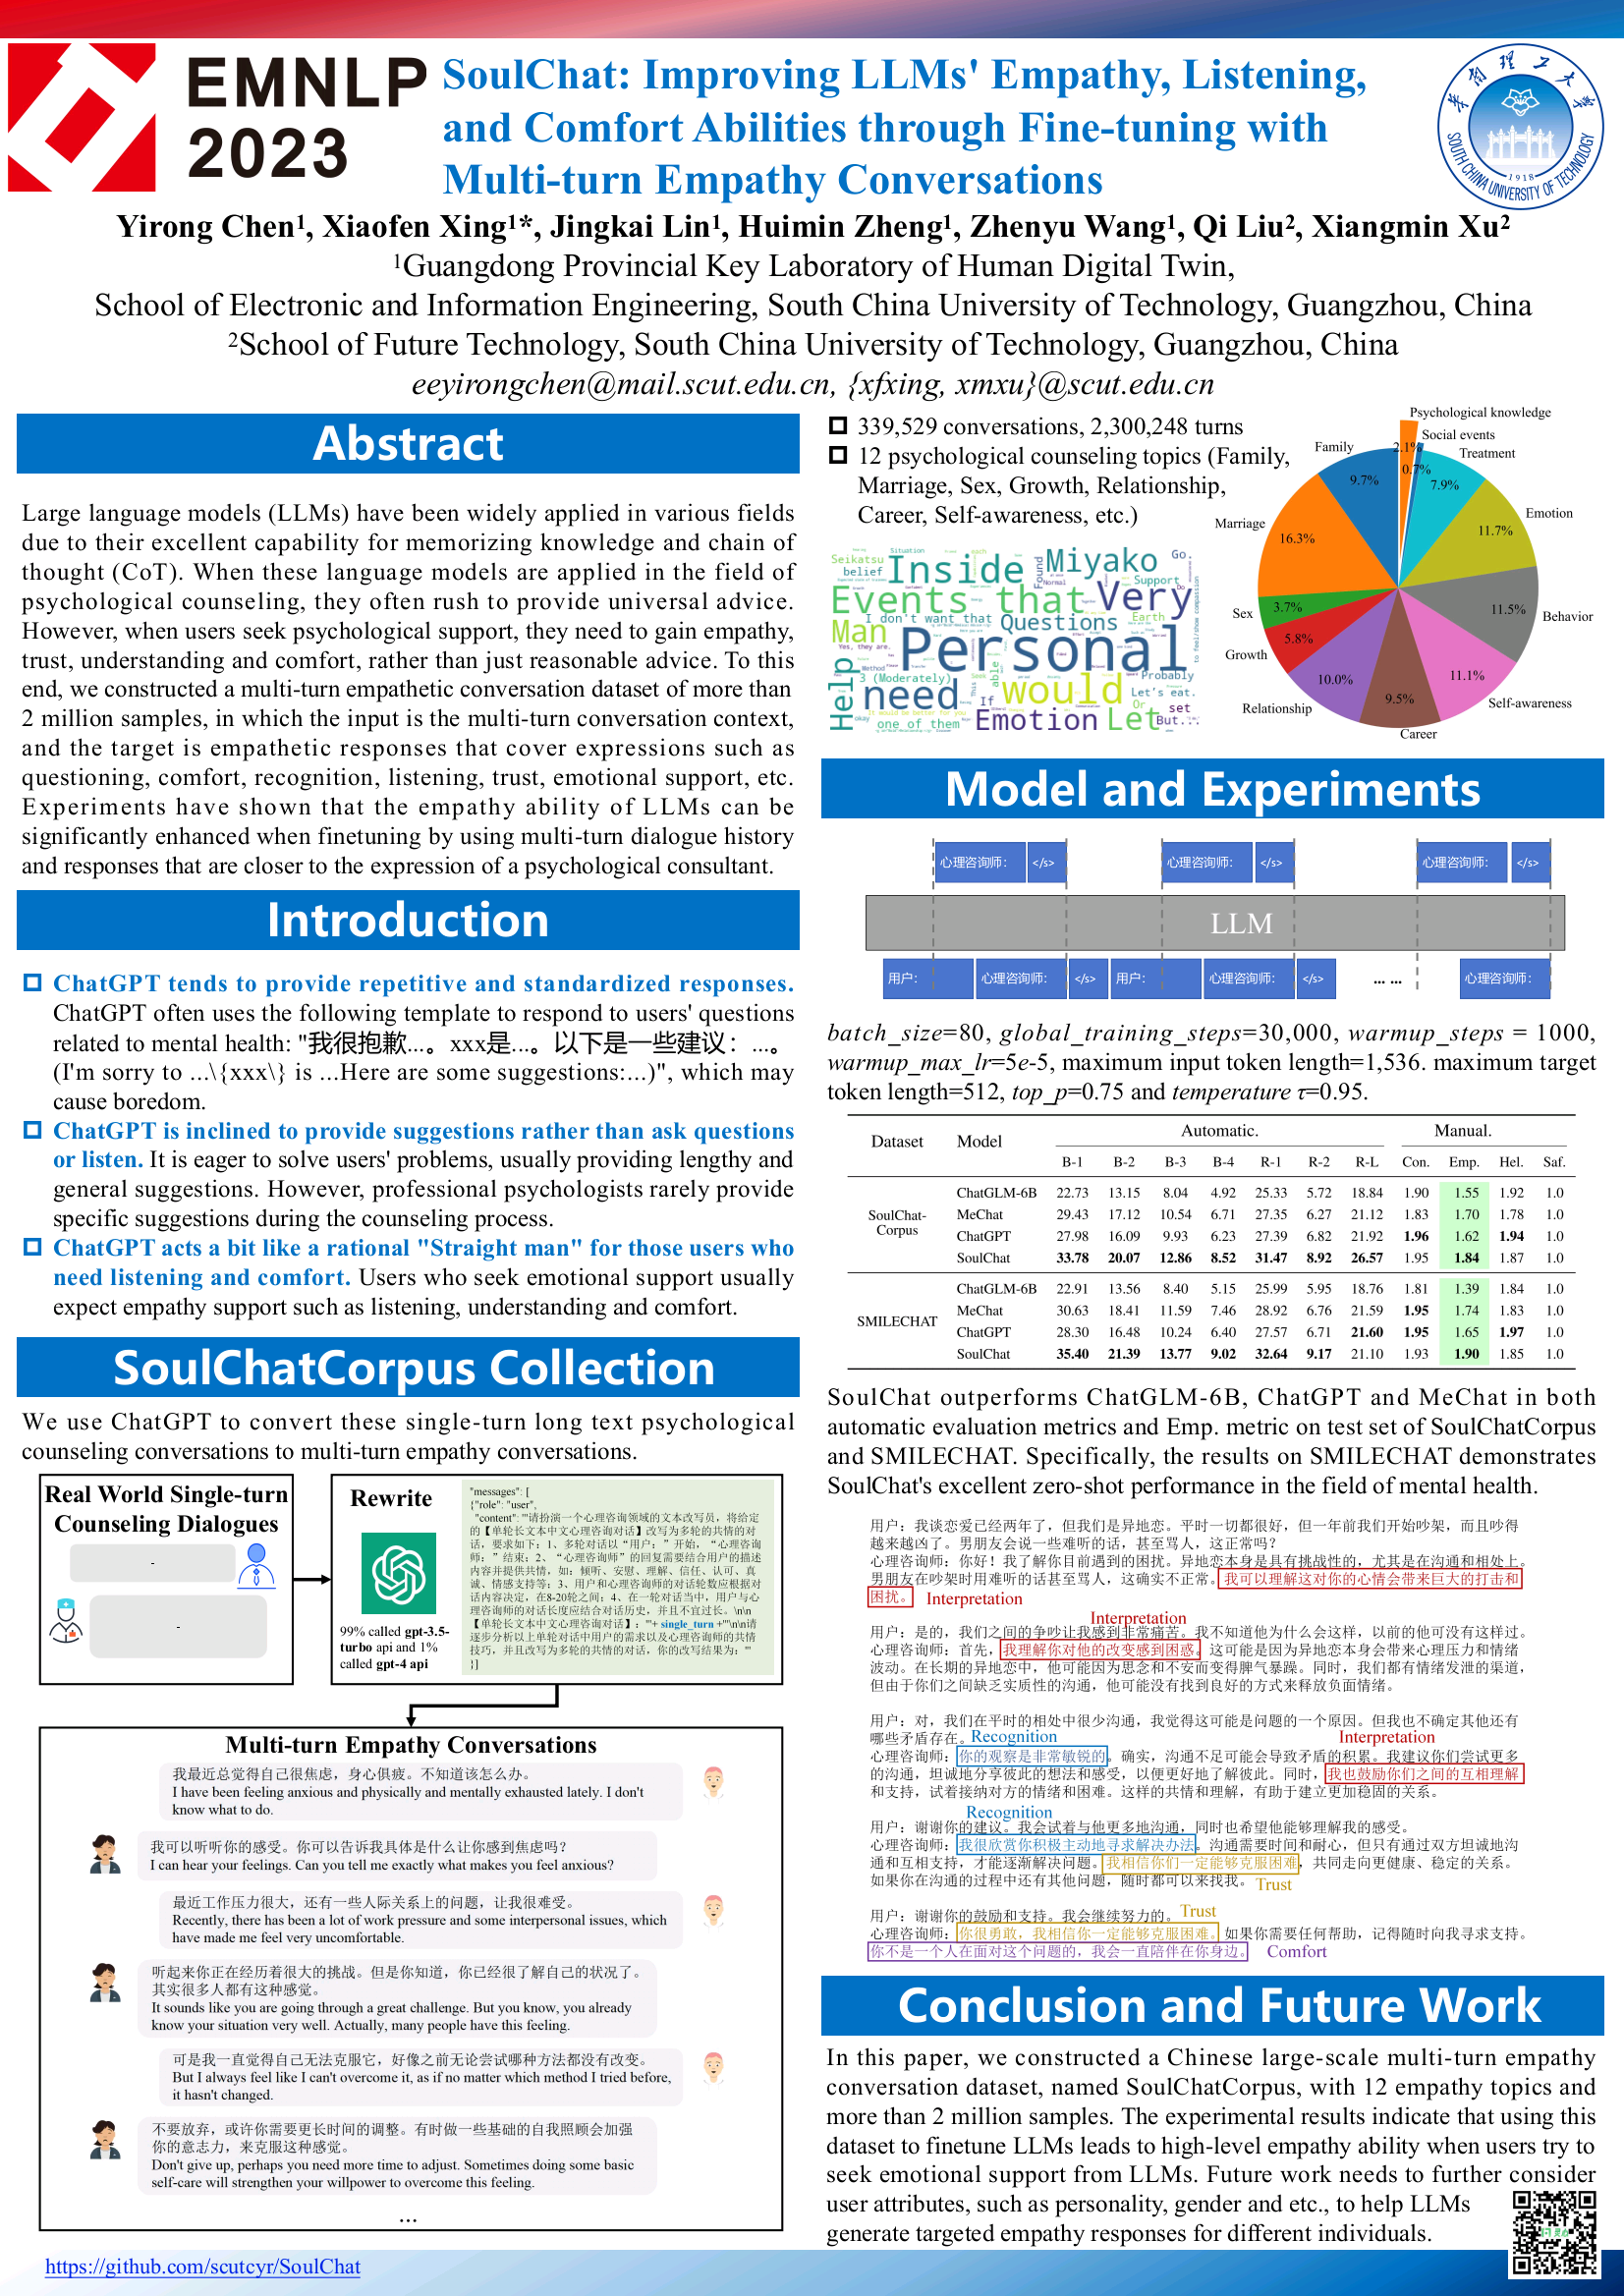 EMNLP
2023
SoulChat: Improving LLMs' Empathy, Listening,
and Comfort Abilities through Fine-tuning with
Multi-turn Empathy Conversations
华南理工大学
SOUTH CHINA UNIVERSITY OF TECHNOLOGY
1918
Yirong Chen¹, Xiaofen Xing¹*, Jingkai Lin¹, Huimin Zheng¹, Zhenyu Wang¹, Qi Liu², Xiangmin Xu²
¹Guangdong Provincial Key Laboratory of Human Digital Twin,
School of Electronic and Information Engineering, South China University of Technology, Guangzhou, China
²School of Future Technology, South China University of Technology, Guangzhou, China
eeyirongchen@mail.scut.edu.cn, {xfxing, xmxu}@scut.edu.cn
Abstract
Large language models (LLMs) have been widely applied in various fields
due to their excellent capability for memorizing knowledge and chain of
thought (CoT). When these language models are applied in the field of
psychological counseling, they often rush to provide universal advice.
However, when users seek psychological support, they need to gain empathy,
trust, understanding and comfort, rather than just reasonable advice. To this
end, we constructed a multi-turn empathetic conversation dataset of more than
2 million samples, in which the input is the multi-turn conversation context,
and the target is empathetic responses that cover expressions such as
questioning, comfort, recognition, listening, trust, emotional support, etc.
Experiments have shown that the empathy ability of LLMs can be
significantly enhanced when finetuning by using multi-turn dialogue history
and responses that are closer to the expression of a psychological consultant.
Introduction
ChatGPT tends to provide repetitive and standardized responses.
ChatGPT often uses the following template to respond to users' questions
related to mental health: "我很抱歉...。xxx是...。以下是一些建议：...。
(I'm sorry to ...\{xxx\} is ...Here are some suggestions:...)", which may
cause boredom.
ChatGPT is inclined to provide suggestions rather than ask questions
or listen. It is eager to solve users' problems, usually providing lengthy and
general suggestions. However, professional psychologists rarely provide
specific suggestions during the counseling process.
ChatGPT acts a bit like a rational "Straight man" for those users who
need listening and comfort. Users who seek emotional support usually
expect empathy support such as listening, understanding and comfort.
SoulChatCorpus Collection
We use ChatGPT to convert these single-turn long text psychological
counseling conversations to multi-turn empathy conversations.
Real World Single-turn
Counseling Dialogues
-
-
Rewrite
99% called gpt-3.5-
turbo api and 1%
called gpt-4 api
"messages": [
{"role": "user",
"content": '''请扮演一个心理咨询领域的文本改写员，将给
定的【单轮长文本中文心理咨询对话】改写为多轮的共情的对
话，要求如下：1、多轮对话以“用户：”开始，“心理咨询
师：”结束；2、“心理咨询师”的回复需要结合用户的描述
内容并提供共情，如：倾听、安慰、理解、信任、认可、真
诚、情感支持等；3、用户和心理咨询师的对话轮数应根据对
话内容决定，在8-20轮之间；4、在一轮对话当中，用户与心
理咨询师的对话长度应结合对话历史，并且不宜过长。\n\n
【单轮长文本中文心理咨询对话】：'''+ single_turn +'''\n\n请
逐步分析以上单轮对话中用户的需求以及心理咨询师的共情
技巧，并且改写为多轮的共情的对话，你的改写结果为：'''
}]
Multi-turn Empathy Conversations
我最近总觉得自己很焦虑，身心俱疲。不知道该怎么办。
I have been feeling anxious and physically and mentally exhausted lately. I don't
know what to do.
我可以听听你的感受。你可以告诉我具体是什么让你感到焦虑吗？
I can hear your feelings. Can you tell me exactly what makes you feel anxious?
最近工作压力很大，还有一些人际关系上的问题，让我很难受。
Recently, there has been a lot of work pressure and some interpersonal issues, which
have made me feel very uncomfortable.
听起来你正在经历着很大的挑战。但是你知道，你已经很了解自己的状况了。
其实很多人都有这种感觉。
It sounds like you are going through a great challenge. But you know, you already
know your situation very well. Actually, many people have this feeling.
可是我一直觉得自己无法克服它，好像之前无论尝试哪种方法都没有改变。
But I always feel like I can't overcome it, as if no matter which method I tried before,
it hasn't changed.
不要放弃，或许你需要更长时间的调整。有时做一些基础的自我照顾会加强
你的意志力，来克服这种感觉。
Don't give up, perhaps you need more time to adjust. Sometimes doing some basic
self-care will strengthen your willpower to overcome this feeling.
...
https://github.com/scutcyr/SoulChat
339,529 conversations, 2,300,248 turns
12 psychological counseling topics (Family,
Marriage, Sex, Growth, Relationship,
Career, Self-awareness, etc.)
Seikatsu
Situation
belief
Inside
Found
Miyako
Go.
Normal
Support
Do
Events that
Very
I don't want that
Questions
Earth
Man
Yes, they are.
Personal
to feel/show compassion
Method
3 (Moderately)
Seek
able
Probably
Help
need
This
If
would
Let's eat.
Or
set
okay
It would be better for you
one of them
Emotion
Let
But...
Psychological knowledge
2.1%
Social events
0.7%
Treatment
7.9%
Emotion
11.7%
Behavior
11.5%
Self-awareness
11.1%
Career
9.5%
Relationship
10.0%
Growth
5.8%
Sex
3.7%
Marriage
16.3%
Family
9.7%
Model and Experiments
心理咨询师： </s> 心理咨询师： </s> 心理咨询师： </s>
LLM
用户： 心理咨询师： </s> 用户： 心理咨询师： </s> ... ... 心理咨询师：
batch_size=80, global_training_steps=30,000, warmup_steps = 1000,
warmup_max_lr=5e-5, maximum input token length=1,536. maximum target
token length=512, top_p=0.75 and temperature τ=0.95.
Dataset Model Automatic. Manual.
B-1 B-2 B-3 B-4 R-1 R-2 R-L Con. Emp. Hel. Saf.
SoulChat-
Corpus
ChatGLM-6B 22.73 13.15 8.04 4.92 25.33 5.72 18.84 1.90 1.55 1.92 1.0
MeChat 29.43 17.12 10.54 6.71 27.35 6.27 21.12 1.83 1.70 1.78 1.0
ChatGPT 27.98 16.09 9.93 6.23 27.39 6.82 21.92 1.96 1.62 1.94 1.0
SoulChat 33.78 20.07 12.86 8.52 31.47 8.92 26.57 1.95 1.84 1.87 1.0
SMILECHAT
ChatGLM-6B 22.91 13.56 8.40 5.15 25.99 5.95 18.76 1.81 1.39 1.84 1.0
MeChat 30.63 18.41 11.59 7.46 28.92 6.76 21.59 1.95 1.74 1.83 1.0
ChatGPT 28.30 16.48 10.24 6.40 27.57 6.71 21.60 1.95 1.65 1.97 1.0
SoulChat 35.40 21.39 13.77 9.02 32.64 9.17 21.10 1.93 1.90 1.85 1.0
SoulChat outperforms ChatGLM-6B, ChatGPT and MeChat in both
automatic evaluation metrics and Emp. metric on test set of SoulChatCorpus
and SMILECHAT. Specifically, the results on SMILECHAT demonstrates
SoulChat's excellent zero-shot performance in the field of mental health.
用户：我谈恋爱已经两年了，但我们是异地恋。平时一切都很好，但一年前我们开始吵架，而且吵得
越来越凶了。男朋友会说一些难听的话，甚至骂人，这正常吗？
心理咨询师：你好！我了解你目前遇到的困扰。异地恋本身是具有挑战性的，尤其是在沟通和相处上。
男朋友在吵架时用难听的话甚至骂人，这确实不正常。我可以理解这对你的心情会带来巨大的打击和
困扰。 Interpretation
Interpretation
用户：是的，我们之间的争吵让我感到非常痛苦。我不知道他为什么会这样，以前的他可没有这样过。
心理咨询师：首先，我理解你对他的改变感到困惑。这可能是因为异地恋本身会带来心理压力和情绪
波动。在长期的异地恋中，他可能因为思念和不安而变得脾气暴躁。同时，我们都有情绪发泄的渠道，
但由于你们之间缺乏实质性的沟通，他可能没有找到良好的方式来释放负面情绪。
用户：对，我们在平时的相处中很少沟通，我觉得这可能是问题的一个原因。但我也不确定其他还有
哪些矛盾存在。 Recognition Interpretation
心理咨询师：你的观察是非常敏锐的。确实，沟通不足可能会导致矛盾的积累。我建议你们尝试更多
的沟通，坦诚地分享彼此的想法和感受，以便更好地了解彼此。同时，我也鼓励你们之间的互相理解
和支持，试着接纳对方的情绪和困难。这样的共情和理解，有助于建立更加稳固的关系。
Recognition
用户：谢谢你的建议。我会试着与他更多地沟通，同时也希望他能够理解我的感受。
心理咨询师：我很欣赏你积极主动地寻求解决办法。沟通需要时间和耐心，但只有通过双方坦诚地沟
通和互相支持，才能逐渐解决问题。我相信你们一定能够克服困难，共同走向更健康、稳定的关系。
如果你在沟通的过程中还有其他问题，随时都可以来找我。 Trust
用户：谢谢你的鼓励和支持。我会继续努力的。 Trust
心理咨询师：你很勇敢，我相信你一定能够克服困难。如果你需要任何帮助，记得随时向我寻求支持。
你不是一个人在面对这个问题的，我会一直陪伴在你身边。 Comfort
Conclusion and Future Work
In this paper, we constructed a Chinese large-scale multi-turn empathy
conversation dataset, named SoulChatCorpus, with 12 empathy topics and
more than 2 million samples. The experimental results indicate that using this
dataset to finetune LLMs leads to high-level empathy ability when users try to
seek emotional support from LLMs. Future work needs to further consider
user attributes, such as personality, gender and etc., to help LLMs
generate targeted empathy responses for different individuals.